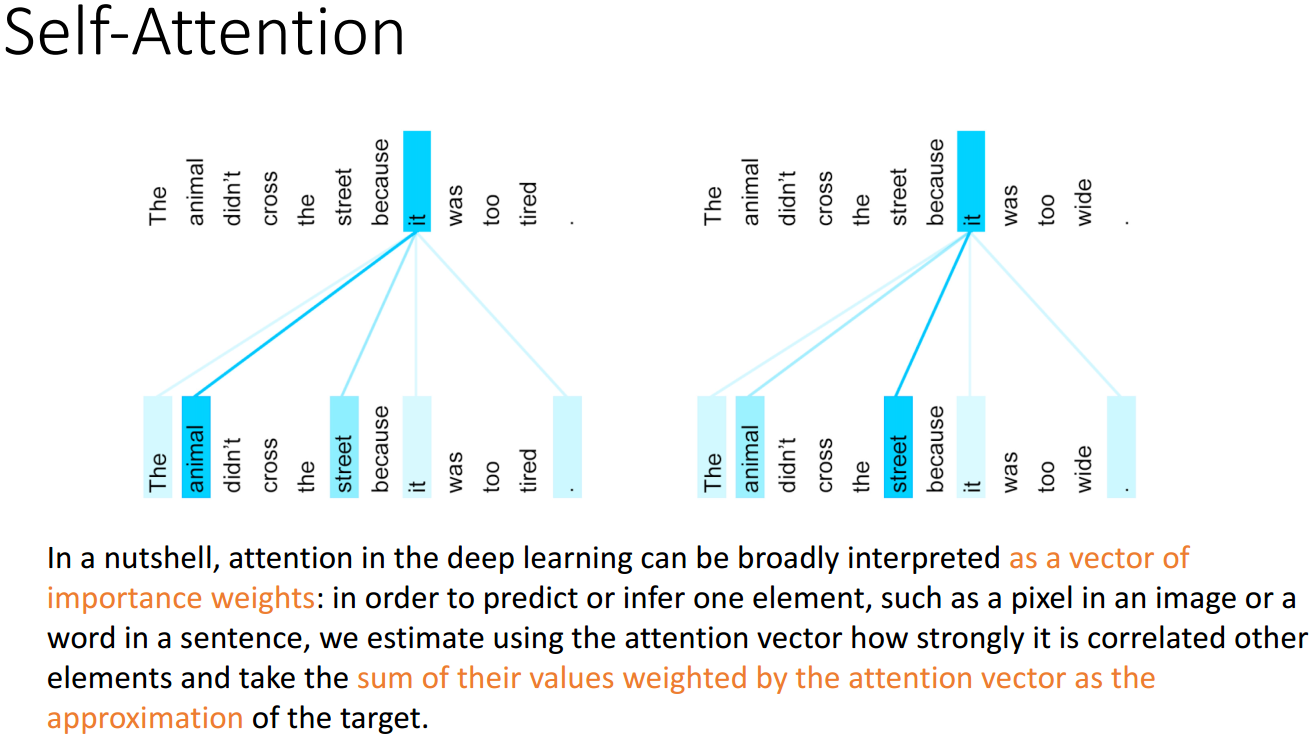 Self-Attention
The animal didn't cross the street because it was too tired .
The animal didn't cross the street because it was too wide .
The animal didn't cross the street because it was too tired .
The animal didn't cross the street because it was too wide .
In a nutshell, attention in the deep learning can be broadly interpreted as a vector of
importance weights: in order to predict or infer one element, such as a pixel in an image or a
word in a sentence, we estimate using the attention vector how strongly it is correlated other
elements and take the sum of their values weighted by the attention vector as the
approximation of the target.